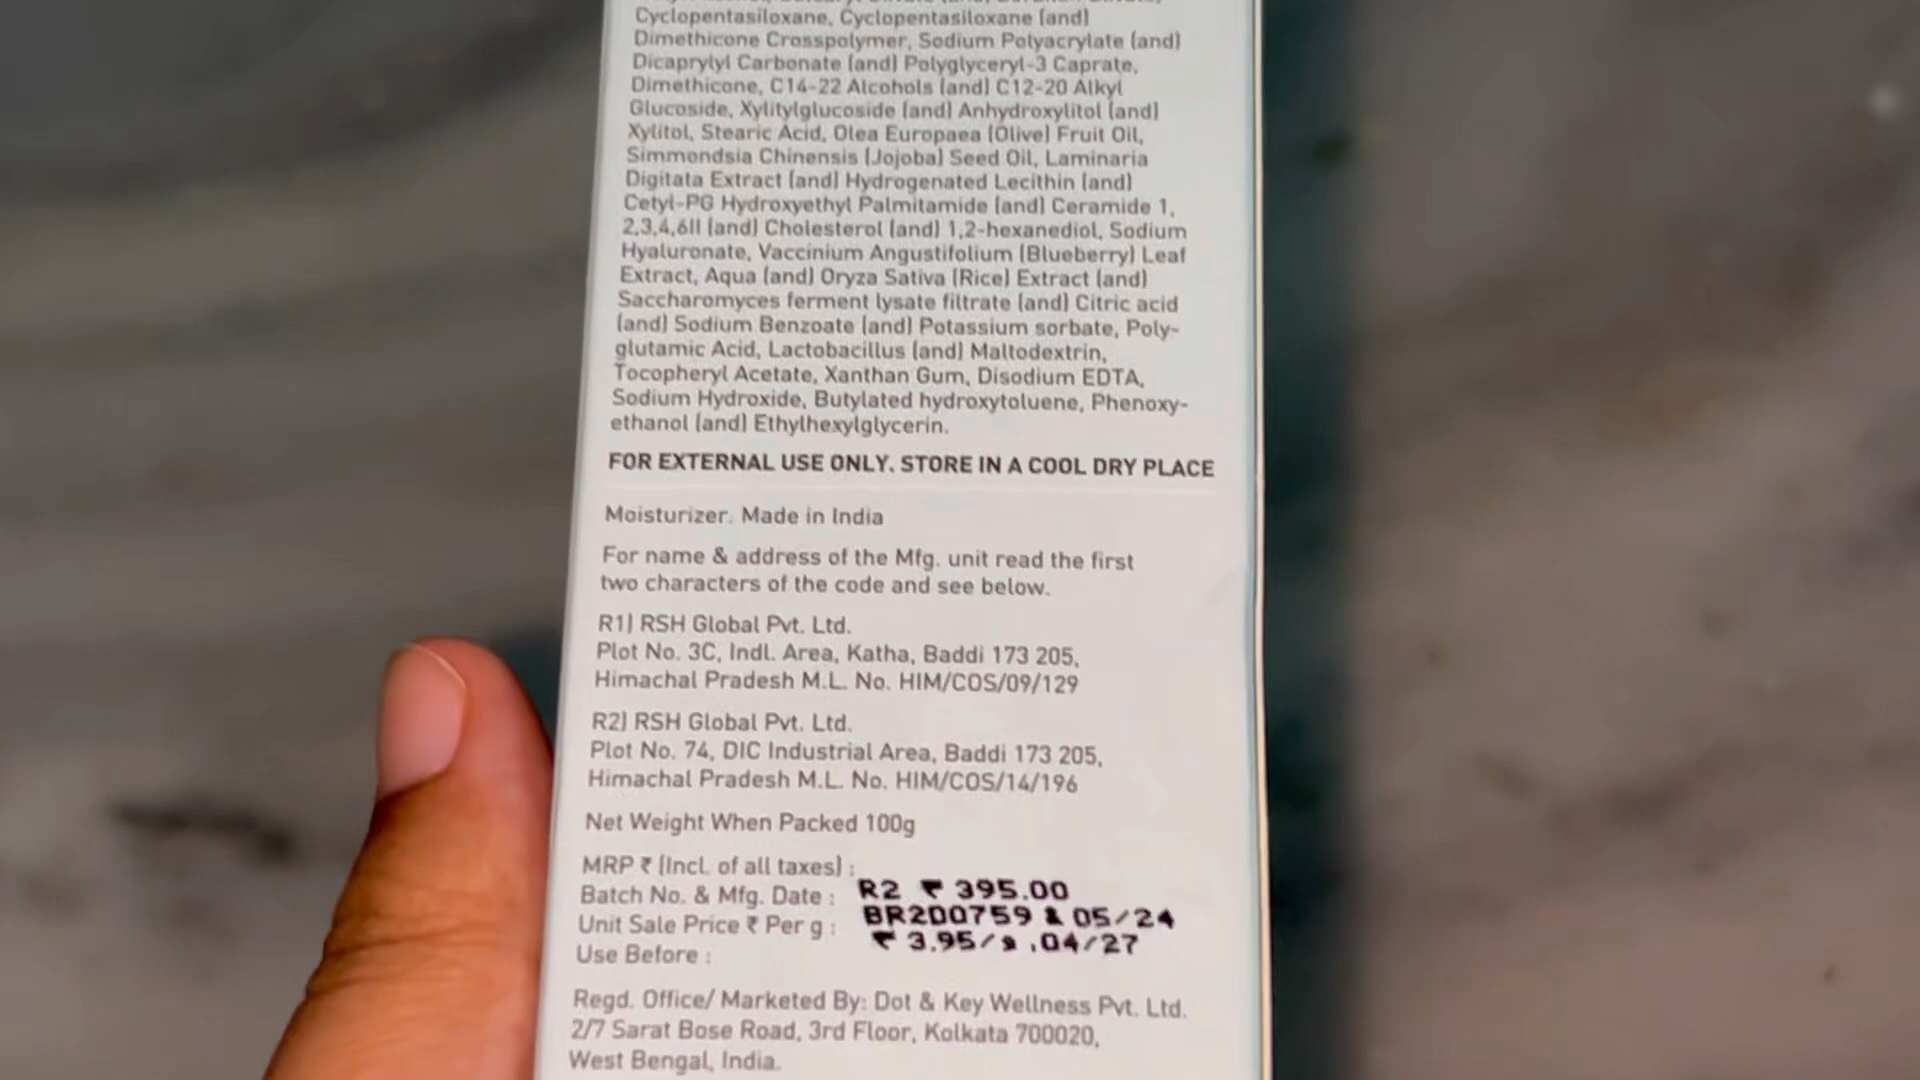 Cyclopentasiloxane, Cyclopentasiloxane (and)
Dimethicone Crosspolymer, Sodium Polyacrylate (and)
Dicaprylyl Carbonate (and) Polyglyceryl-3 Caprate,
Dimethicone, C14-22 Alcohols (and) C12-20 Alkyl
Glucoside, Xylitylglucoside (and) Anhydroxylitol (and)
Xylitol, Stearic Acid, Olea Europaea (Olive) Fruit Oil,
Simmondsia Chinensis (Jojoba) Seed Oil, Laminaria
Digitata Extract (and) Hydrogenated Lecithin (and)
Cetyl-PG Hydroxyethyl Palmitamide (and) Ceramide 1,
2,3,4,6II (and) Cholesterol (and) 1,2-hexanediol, Sodium
Hyaluronate, Vaccinium Angustifolium (Blueberry) Leaf
Extract, Aqua (and) Oryza Sativa (Rice) Extract (and)
Saccharomyces ferment lysate filtrate (and) Citric acid
(and) Sodium Benzoate (and) Potassium sorbate, Poly-
glutamic Acid, Lactobacillus (and) Maltodextrin,
Tocopheryl Acetate, Xanthan Gum, Disodium EDTA,
Sodium Hydroxide, Butylated hydroxytoluene, Phenoxy-
ethanol (and) Ethylhexylglycerin.
FOR EXTERNAL USE ONLY. STORE IN A COOL DRY PLACE
Moisturizer. Made in India
For name & address of the Mfg. unit read the first
two characters of the code and see below.
R1) RSH Global Pvt. Ltd.
Plot No. 3C, Indl. Area, Katha, Baddi 173 205,
Himachal Pradesh M.L. No. HIM/COS/09/129
R2) RSH Global Pvt. Ltd.
Plot No. 74, DIC Industrial Area, Baddi 173 205,
Himachal Pradesh M.L. No. HIM/COS/14/196
Net Weight When Packed 100g
MRP ₹ (Incl. of all taxes) :
Batch No. & Mfg. Date : R2 ₹ 395.00
Unit Sale Price ₹ Per g : BR2D0759 & 05/24
Use Before : ₹ 3.95/g .04/27
Regd. Office/ Marketed By: Dot & Key Wellness Pvt. Ltd.
2/7 Sarat Bose Road, 3rd Floor, Kolkata 700020,
West Bengal, India.